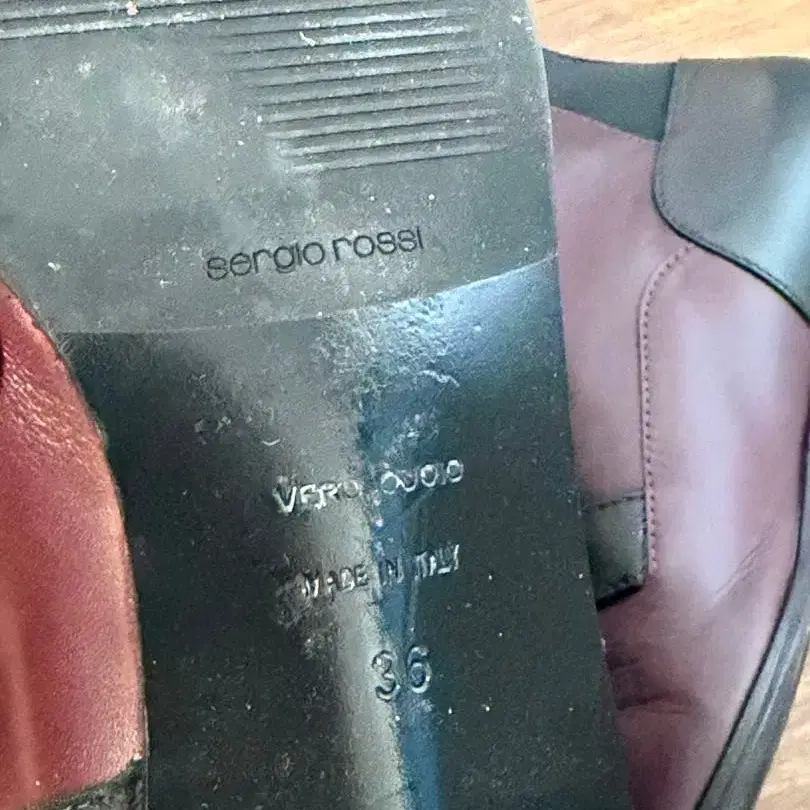 sergio rossi
VERO CUOIO
MADE IN ITALY
36